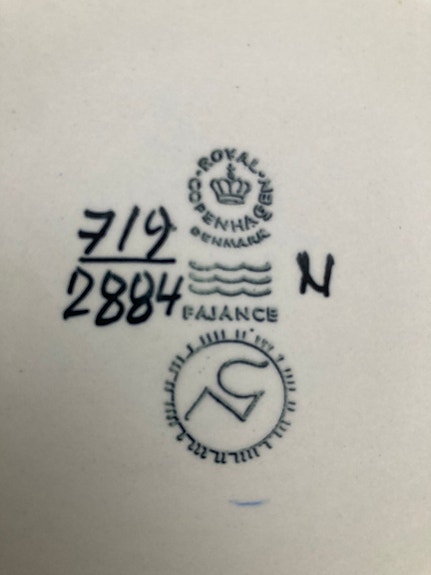 ROYAL
COPENHAGEN
DENMARK
719
2884
FAJANCE
N